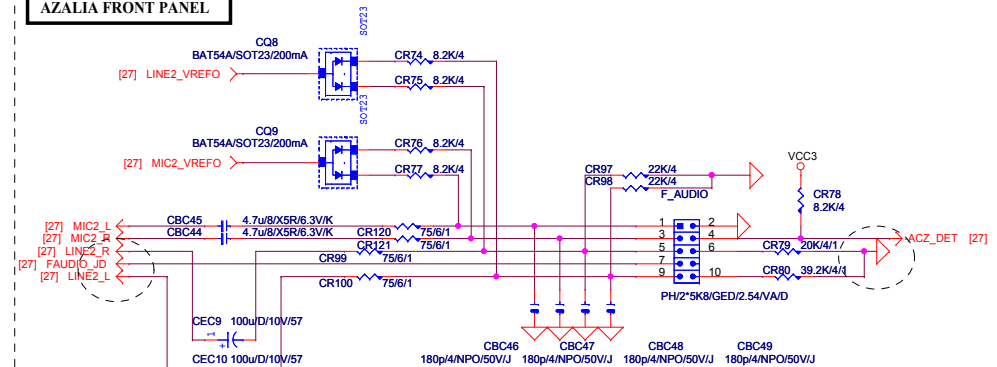 AZALIA FRONT PANEL
SOT23
CQ8
BAT54A/SOT23/200mA
[27] LINE2_VREFO
CR74 8.2K/4
CR75 8.2K/4
SOT23
CQ9
BAT54A/SOT23/200mA
[27] MIC2_VREFO
CR76 8.2K/4
CR77 8.2K/4
CR97 22K/4
CR98 22K/4
F_AUDIO
VCC3
CR78
8.2K/4
[27] MIC2_L
CBC45 4.7u/8/X5R/6.3V/K
1 2
[27] MIC2_R
CBC44 4.7u/8/X5R/6.3V/K
CR120 75/6/1
3 4
ACZ_DET [27]
[27] LINE2_R
CR121 75/6/1
5 6
CR79 20K/4/1
[27] FAUDIO_JD
CR99 75/6/1
7
[27] LINE2_L
CR100 75/6/1
9 10
CR80 39.2K/4/1
PH/2*5K8/GED/2.54/VA/D
CEC9 100u/D/10V/57
1
+
CEC10 100u/D/10V/57
CBC46
180p/4/NPO/50V/J
CBC47
180p/4/NPO/50V/J
CBC48
180p/4/NPO/50V/J
CBC49
180p/4/NPO/50V/J